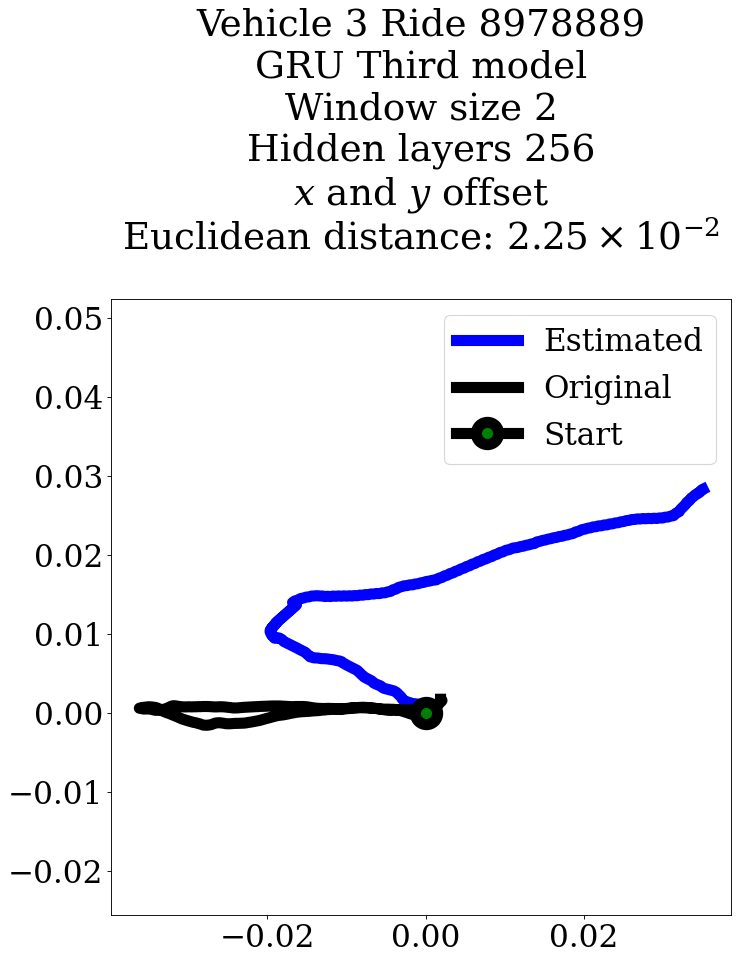 Vehicle 3 Ride 8978889
GRU Third model
Window size 2
Hidden layers 256
x and y offset
Euclidean distance: 2.25 × 10⁻²
Estimated
Original
Start
0.05
0.04
0.03
0.02
0.01
0.00
−0.01
−0.02
−0.02 0.00 0.02